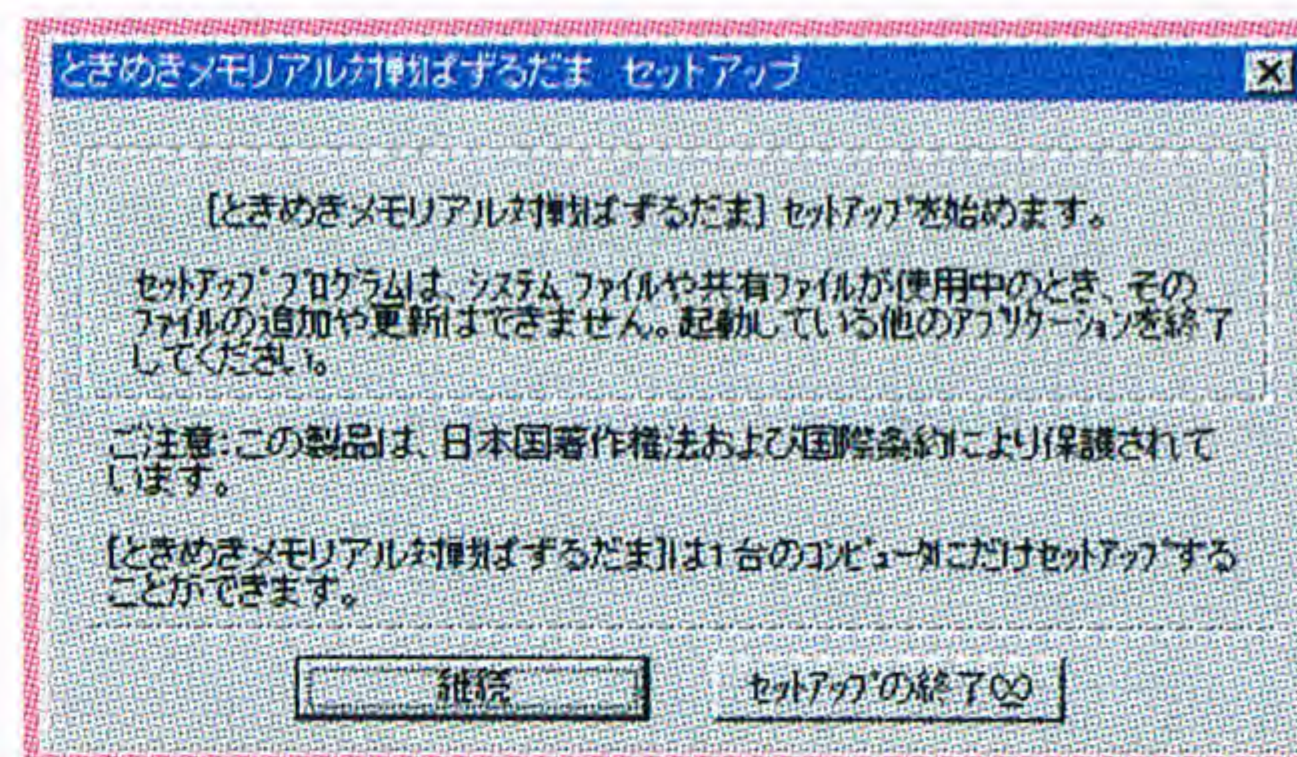 ときめきメモリアル対戦ぱずるだま セットアップ
[ときめきメモリアル対戦ぱずるだま] セットアップを始めます。
セットアップ プログラムは、システム ファイルや共有ファイルが使用中のとき、その
ファイルの追加や更新はできません。起動している他のアプリケーションを終了
してください。
ご注意:この製品は、日本国著作権法および国際条約により保護されて
います。
[ときめきメモリアル対戦ぱずるだま]は1台のコンピュータにだけセットアップする
ことができます。
継続
セットアップの終了(X)